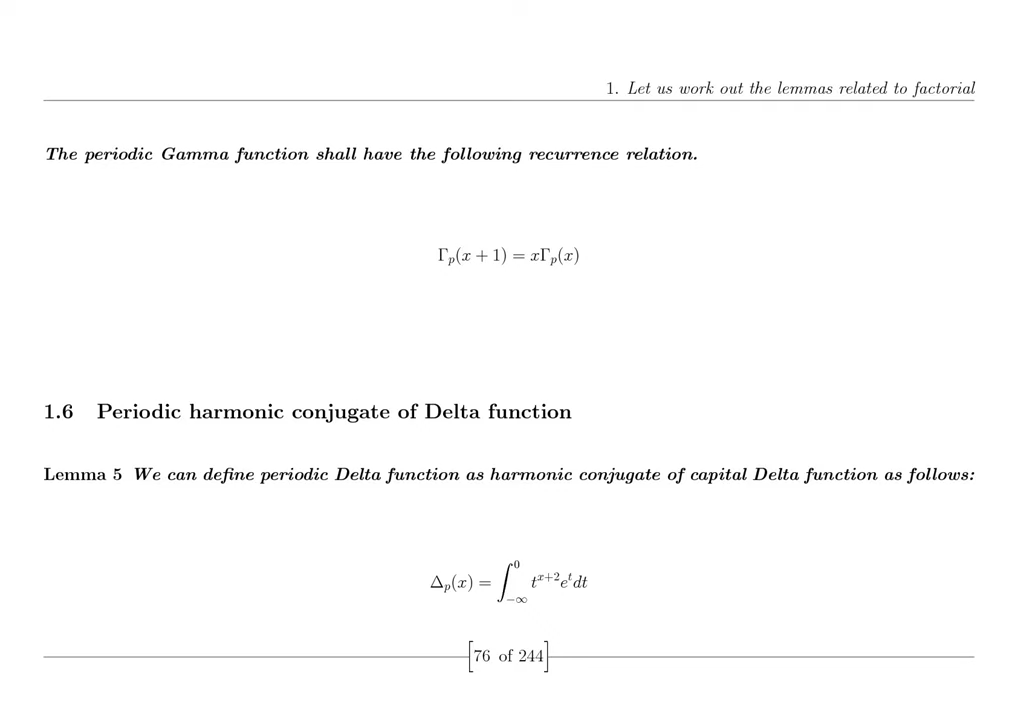 1. Let us work out the lemmas related to factorial
The periodic Gamma function shall have the following recurrence relation.
Γₚ(x + 1) = xΓₚ(x)
1.6 Periodic harmonic conjugate of Delta function
Lemma 5 We can define periodic Delta function as harmonic conjugate of capital Delta function as follows:
Δₚ(x) = ∫_{−∞}^{0} t^{x+2}e^{t}dt
[76 of 244]